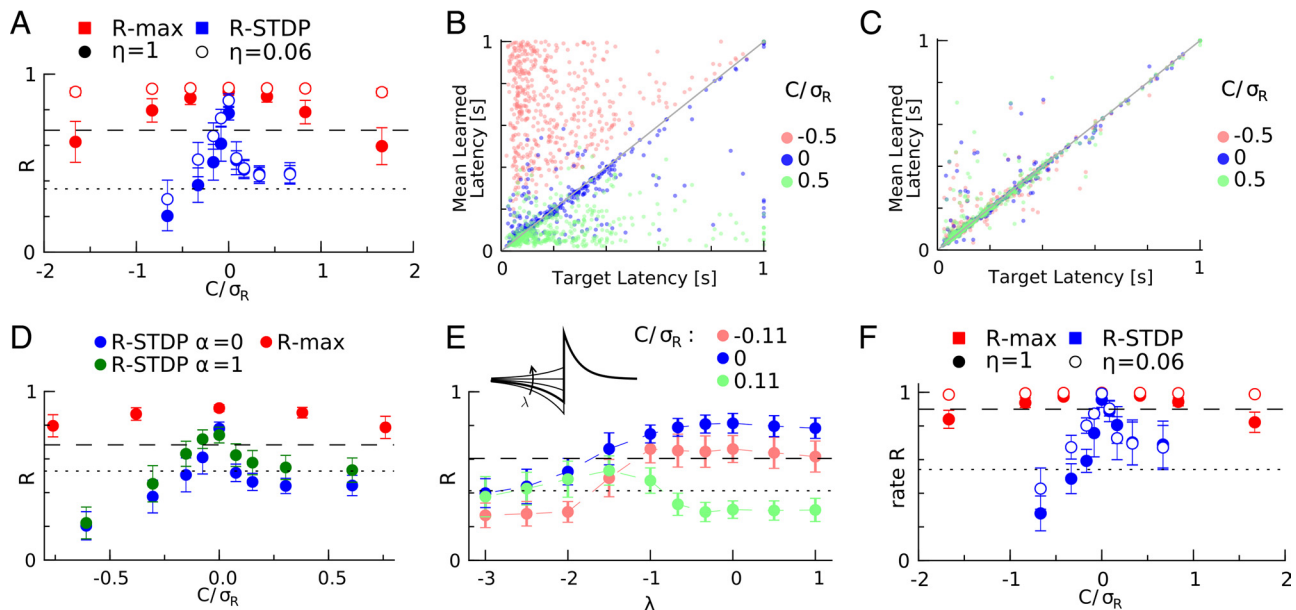 A
R-max
R-STDP
η=1
η=0.06
1
R
0
-2
-1
0
1
2
C/σR
B
1
Mean Learned
Latency [s]
0
0
Target Latency [s]
1
C/σR
-0.5
0
0.5
C
1
Mean Learned
Latency [s]
0
0
Target Latency [s]
1
C/σR
-0.5
0
0.5
D
R-STDP α=0
R-max
R-STDP α=1
1
R
0
-0.5
0.0
0.5
C/σR
E
C/σR :
-0.11
0
0.11
λ
1
R
0
-3
-2
-1
0
1
λ
F
R-max
R-STDP
η=1
η=0.06
1
rate R
0
-2
-1
0
1
2
C/σR